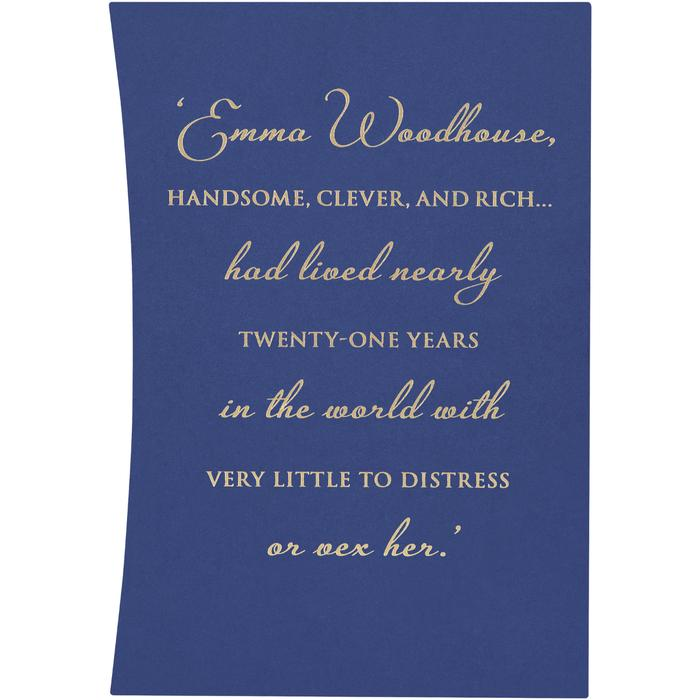 ‘Emma Woodhouse,
HANDSOME, CLEVER, AND RICH...
had lived nearly
TWENTY-ONE YEARS
in the world with
VERY LITTLE TO DISTRESS
or vex her.’